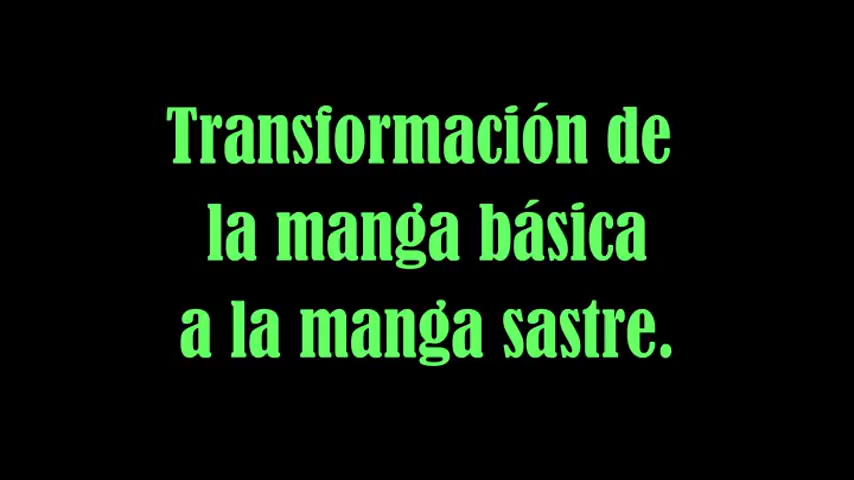 Transformación de
la manga básica
a la manga sastre.